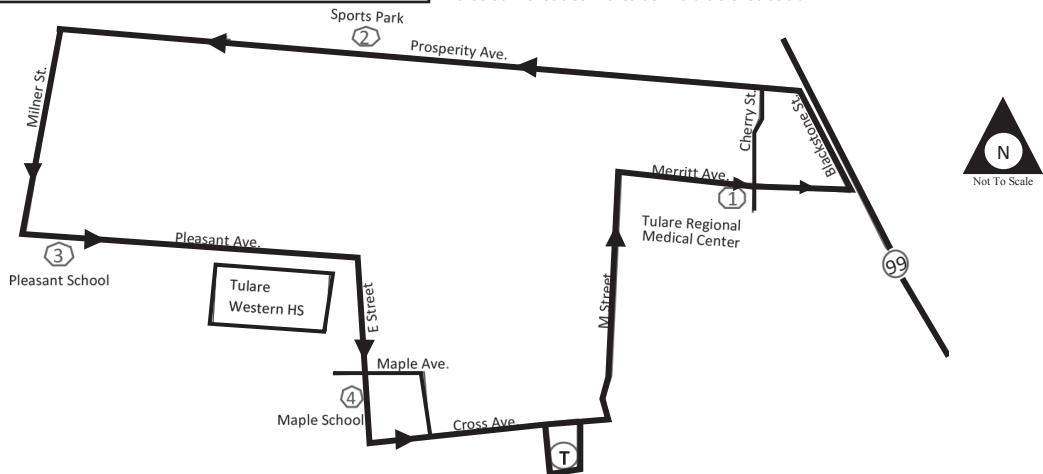 Sports Park
2
Prosperity Ave.
Milner St.
Cherry St.
Blackstone St.
N
Not To Scale
Merritt Ave.
1
Tulare Regional
Medical Center
99
3
Pleasant Ave.
Pleasant School
Tulare
Western HS
E Street
M Street
Maple Ave.
4
Maple School
Cross Ave
T